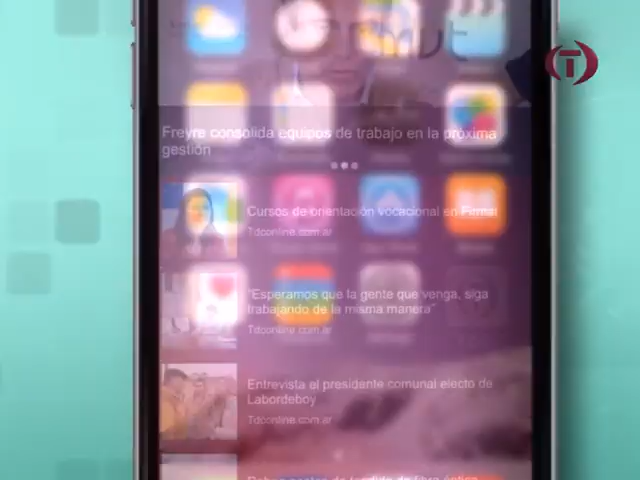 Freyre consolida equipos de trabajo en la próxima
gestión
Cursos de orientación vocacional en Firmat
Tdconline.com.ar
"Esperamos que la gente que venga, siga
trabajando de la misma manera"
Tdconline.com.ar
Entrevista el presidente comunal electo de
Labordeboy
Tdconline.com.ar
T